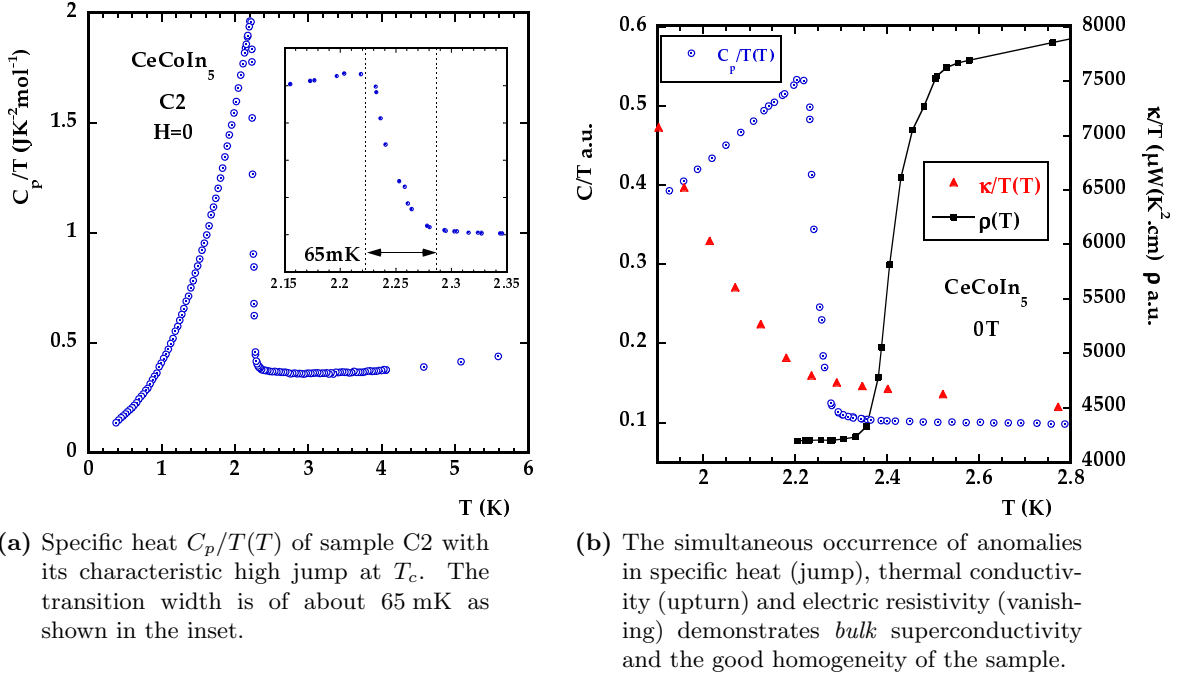 2
1.5
1
0.5
0
C_p/T (JK⁻²mol⁻¹)
CeCoIn₅
C2
H=0
65mK
2.15 2.2 2.25 2.3 2.35
0 1 2 3 4 5 6
T (K)
(a) Specific heat C_p/T(T) of sample C2 with
its characteristic high jump at T_c. The
transition width is of about 65 mK as
shown in the inset.
0.6
0.5
0.4
0.3
0.2
0.1
C/T a.u.
C_p/T(T)
κ/T(T)
ρ(T)
CeCoIn₅
0T
8000
7500
7000
6500
6000
5500
5000
4500
4000
κ/T (µW(K².cm) ρ a.u.
2 2.2 2.4 2.6 2.8
T (K)
(b) The simultaneous occurrence of anomalies
in specific heat (jump), thermal conductiv-
ity (upturn) and electric resistivity (vanish-
ing) demonstrates bulk superconductivity
and the good homogeneity of the sample.